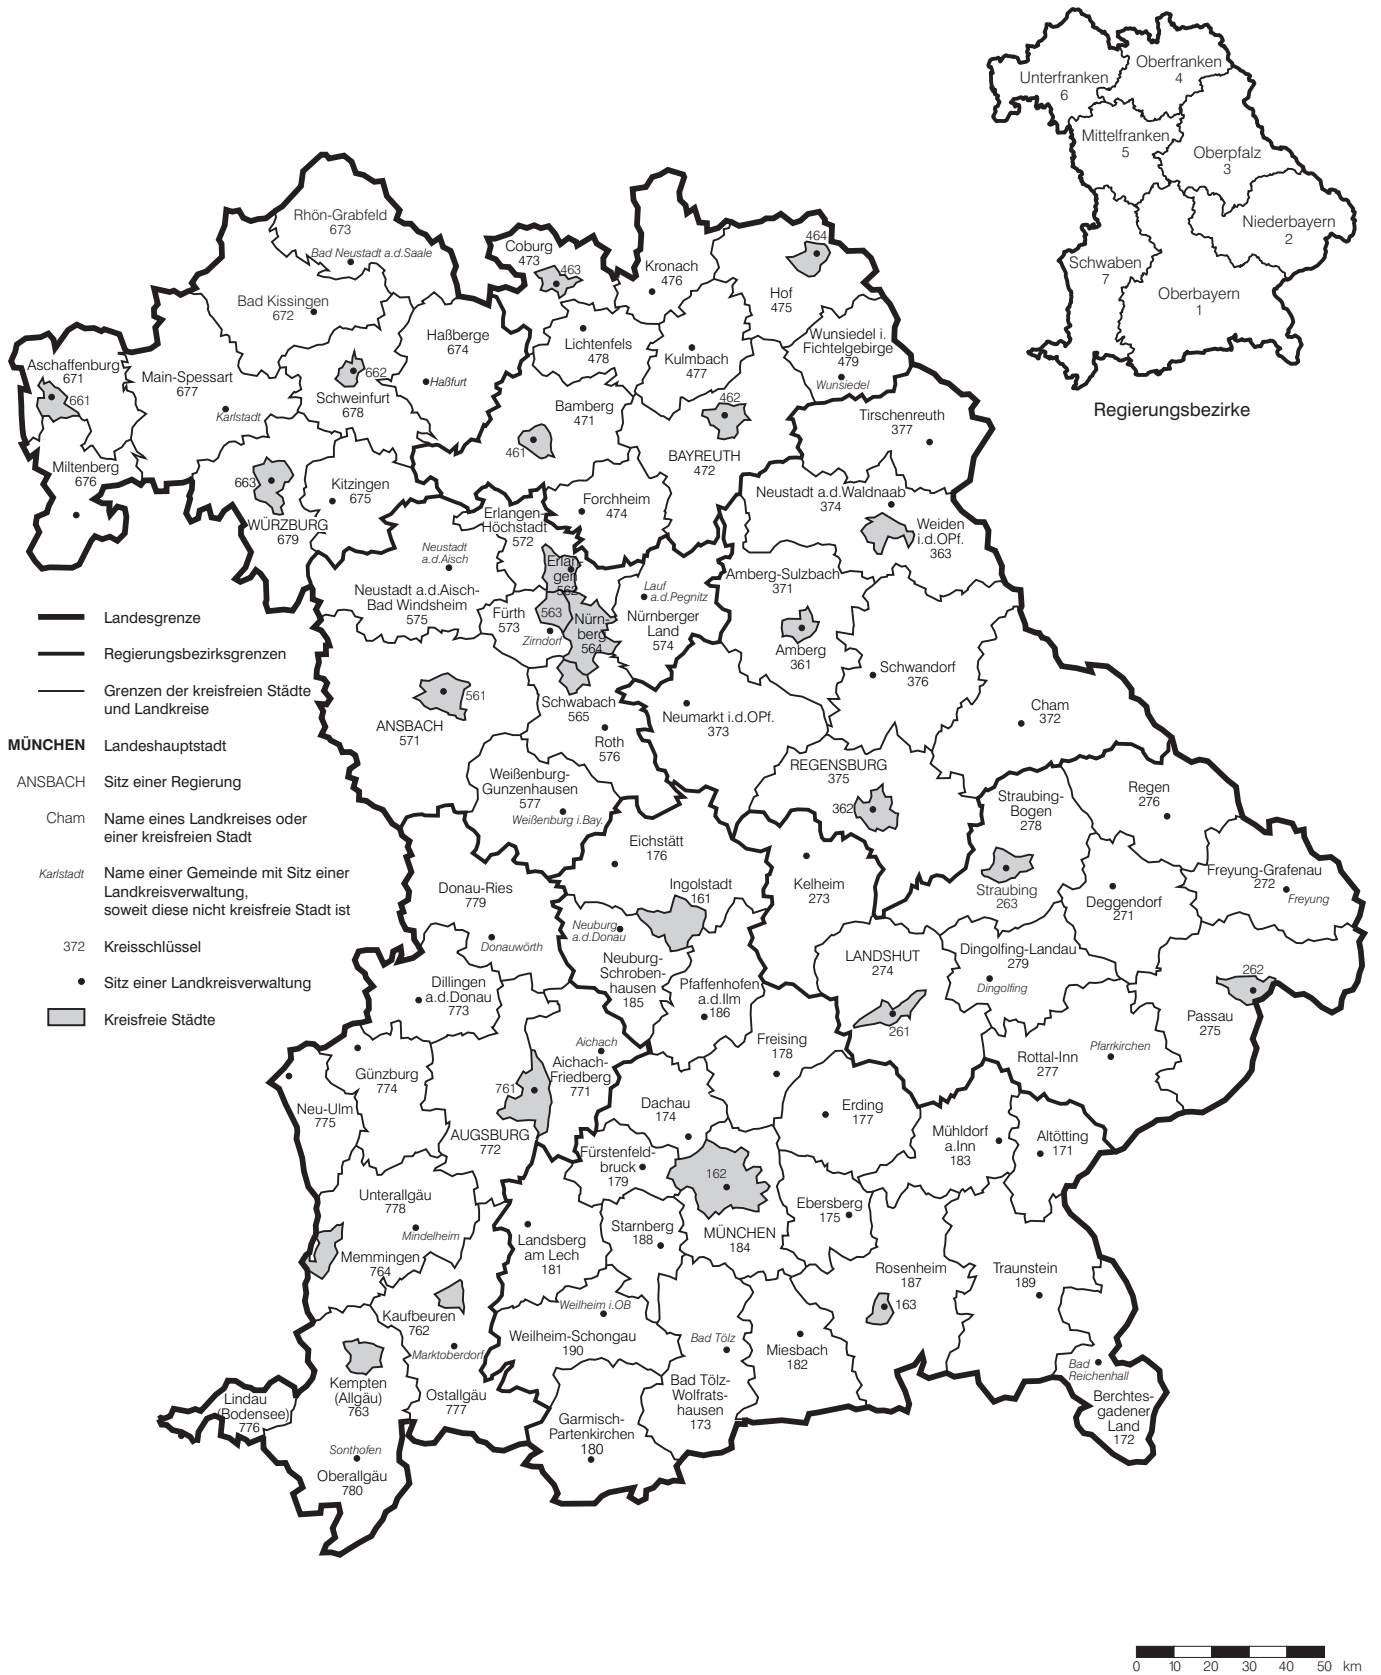 Unterfranken
6
Oberfranken
4
Mittelfranken
5
Oberpfalz
3
Niederbayern
2
Schwaben
7
Oberbayern
1
Regierungsbezirke
Rhön-Grabfeld
673
Bad Neustadt a.d.Saale
Bad Kissingen
672
Coburg
473
463
Kronach
476
464
Hof
475
Haßberge
674
Haßfurt
Lichtenfels
478
Kulmbach
477
Wunsiedel i.
Fichtelgebirge
479
Wunsiedel
Aschaffenburg
671
661
Main-Spessart
677
Karlstadt
662
Schweinfurt
678
Bamberg
471
461
462
BAYREUTH
472
Tirschenreuth
377
Miltenberg
676
663
WÜRZBURG
679
Kitzingen
675
Forchheim
474
Neustadt a.d.Waldnaab
374
Weiden
i.d.OPf.
363
Erlangen-
Höchstadt
572
Neustadt
a.d.Aisch
Neustadt a.d.Aisch-
Bad Windsheim
575
Erlan-
gen
562
Fürth
573
563
Zirndorf
Nürn-
berg
564
Lauf
a.d.Pegnitz
Nürnberger
Land
574
Amberg-Sulzbach
371
Amberg
361
Schwandorf
376
Cham
372
561
ANSBACH
571
Schwabach
565
Roth
576
Neumarkt i.d.OPf.
373
Weißenburg-
Gunzenhausen
577
Weißenburg i.Bay.
REGENSBURG
375
362
Straubing-
Bogen
278
Straubing
263
Regen
276
Freyung-Grafenau
272
Freyung
Deggendorf
271
Landesgrenze
Regierungsbezirksgrenzen
Grenzen der kreisfreien Städte
und Landkreise
MÜNCHEN Landeshauptstadt
ANSBACH Sitz einer Regierung
Cham Name eines Landkreises oder
einer kreisfreien Stadt
Karlstadt Name einer Gemeinde mit Sitz einer
Landkreisverwaltung,
soweit diese nicht kreisfreie Stadt ist
372 Kreisschlüssel
Sitz einer Landkreisverwaltung
Kreisfreie Städte
Eichstätt
176
Ingolstadt
161
Kelheim
273
Donau-Ries
779
Donauwörth
Neuburg
a.d.Donau
Neuburg-
Schroben-
hausen
185
Pfaffenhofen
a.d.Ilm
186
LANDSHUT
274
261
Dingolfing-Landau
279
Dingolfing
262
Passau
275
Rottal-Inn
277
Pfarrkirchen
Dillingen
a.d.Donau
773
Günzburg
774
Neu-Ulm
775
Aichach
Aichach-
Friedberg
771
761
AUGSBURG
772
Freising
178
Dachau
174
Erding
177
Mühldorf
a.Inn
183
Altötting
171
Fürstenfeld-
bruck
179
162
MÜNCHEN
184
Ebersberg
175
Unterallgäu
778
Mindelheim
Memmingen
764
Landsberg
am Lech
181
Starnberg
188
Rosenheim
187
163
Traunstein
189
Kaufbeuren
762
Marktoberdorf
Ostallgäu
777
Weilheim i.OB
Weilheim-Schongau
190
Bad Tölz
Bad Tölz-
Wolfrats-
hausen
173
Miesbach
182
Bad
Reichenhall
Berchtes-
gadener
Land
172
Kempten
(Allgäu)
763
Lindau
(Bodensee)
776
Sonthofen
Oberallgäu
780
Garmisch-
Partenkirchen
180
0 10 20 30 40 50 km